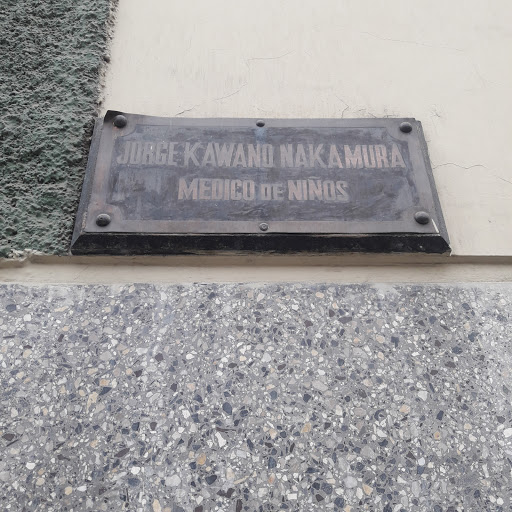 JORGE KAWANO NAKAMURA
MEDICO DE NIÑOS